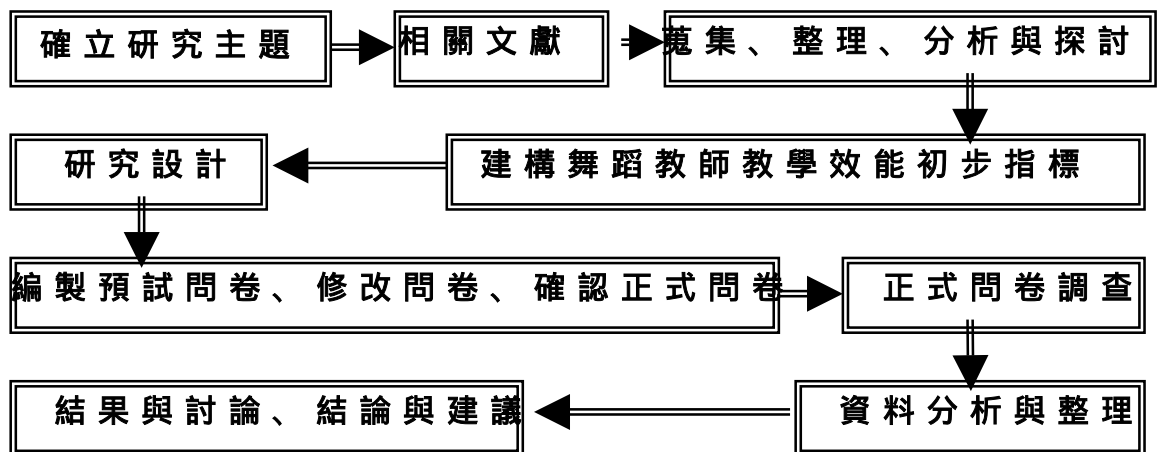 確立研究主題
相關文獻
蒐集、整理、分析與探討
建構舞蹈教師教學效能初步指標
研究設計
編製預試問卷、修改問卷、確認正式問卷
正式問卷調查
資料分析與整理
結果與討論、結論與建議